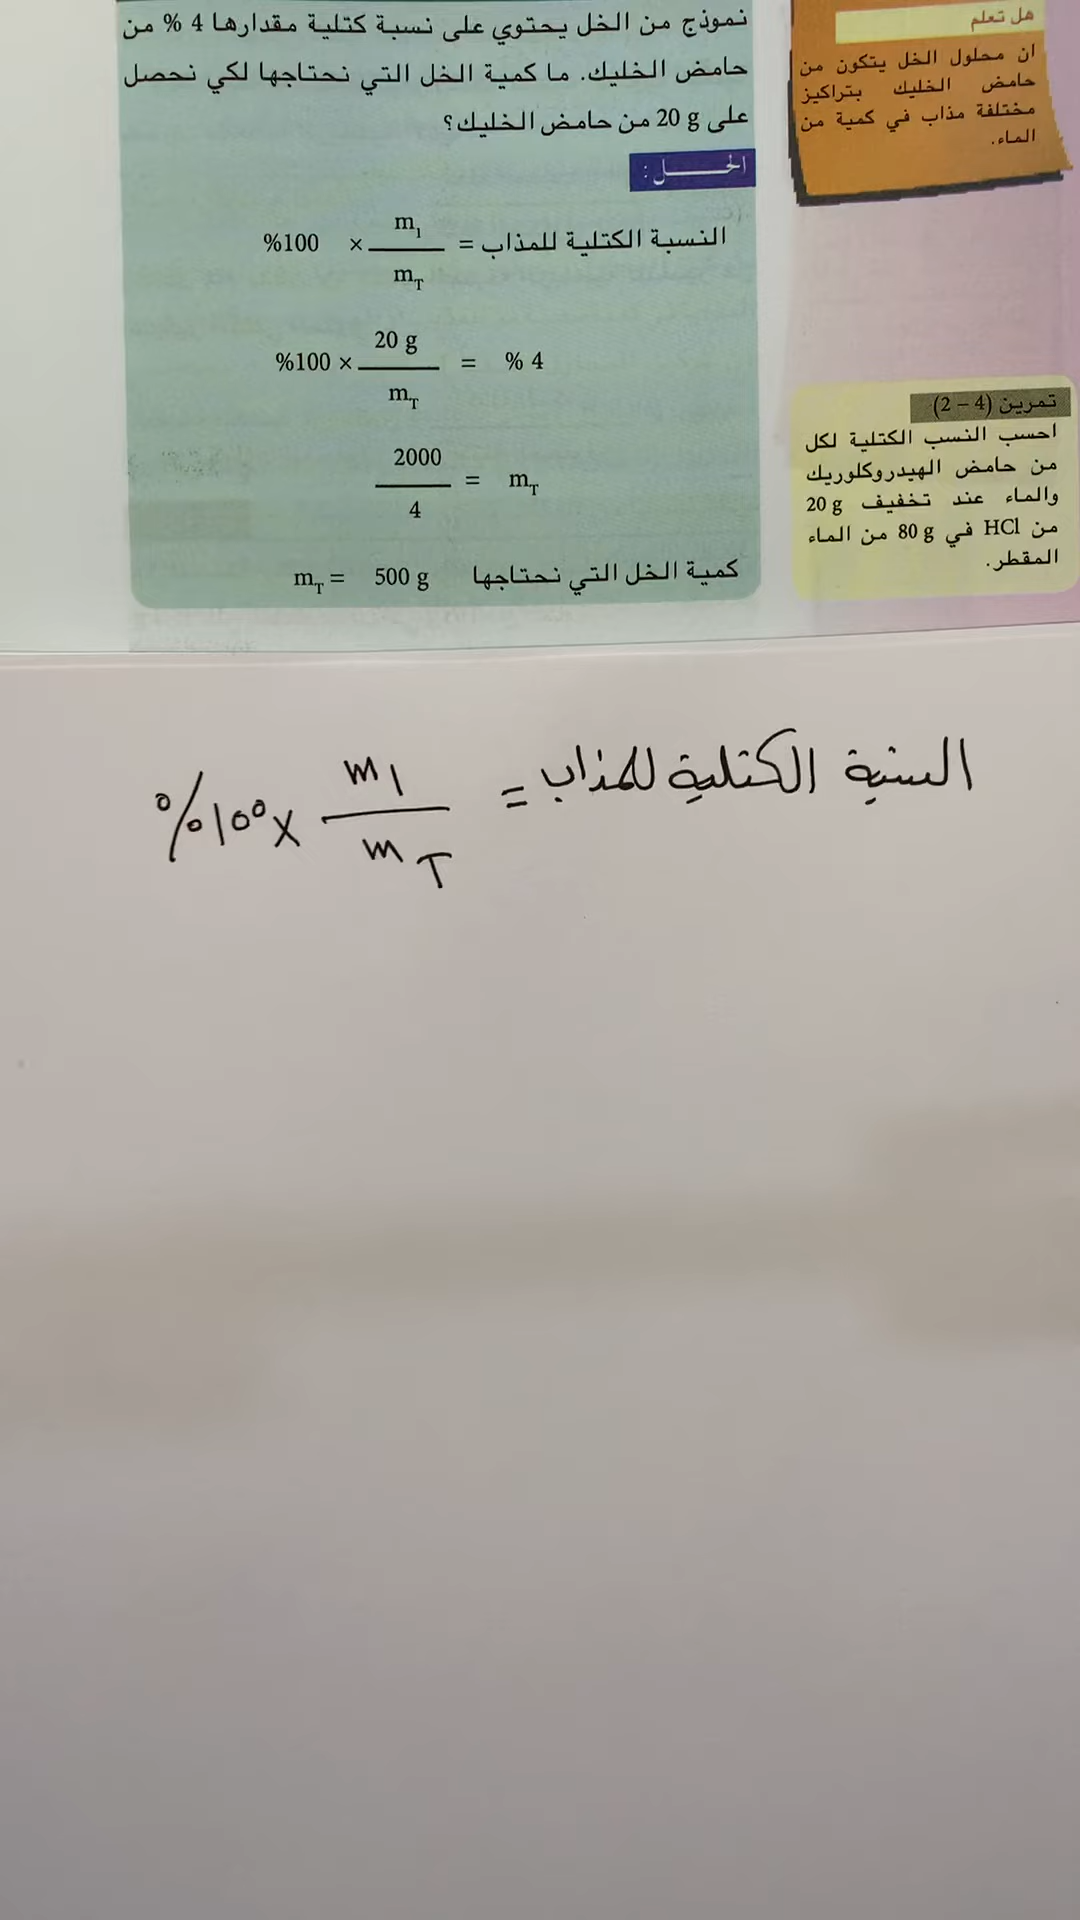 نموذج من الخل يحتوي على نسبة كتلية مقدارها 4 % من
حامض الخليك. ما كمية الخل التي نحتاجها لكي نحصل
على 20 g من حامض الخليك؟
الحـــــل :
النسبة الكتلية للمذاب = m₁ / m_T × %100
% 4 = 20 g / m_T × %100
m_T = 2000 / 4
كمية الخل التي نحتاجها m_T = 500 g
هل تعلم
ان محلول الخل يتكون من
حامض الخليك بتراكيز
مختلفة مذاب في كمية من
الماء.
تمرين (4 – 2)
احسب النسب الكتلية لكل
من حامض الهيدروكلوريك
والماء عند تخفيف 20 g
من HCl في 80 g من الماء
المقطر.
النسبة الكتلية للمذاب = m₁ / m_T × %100